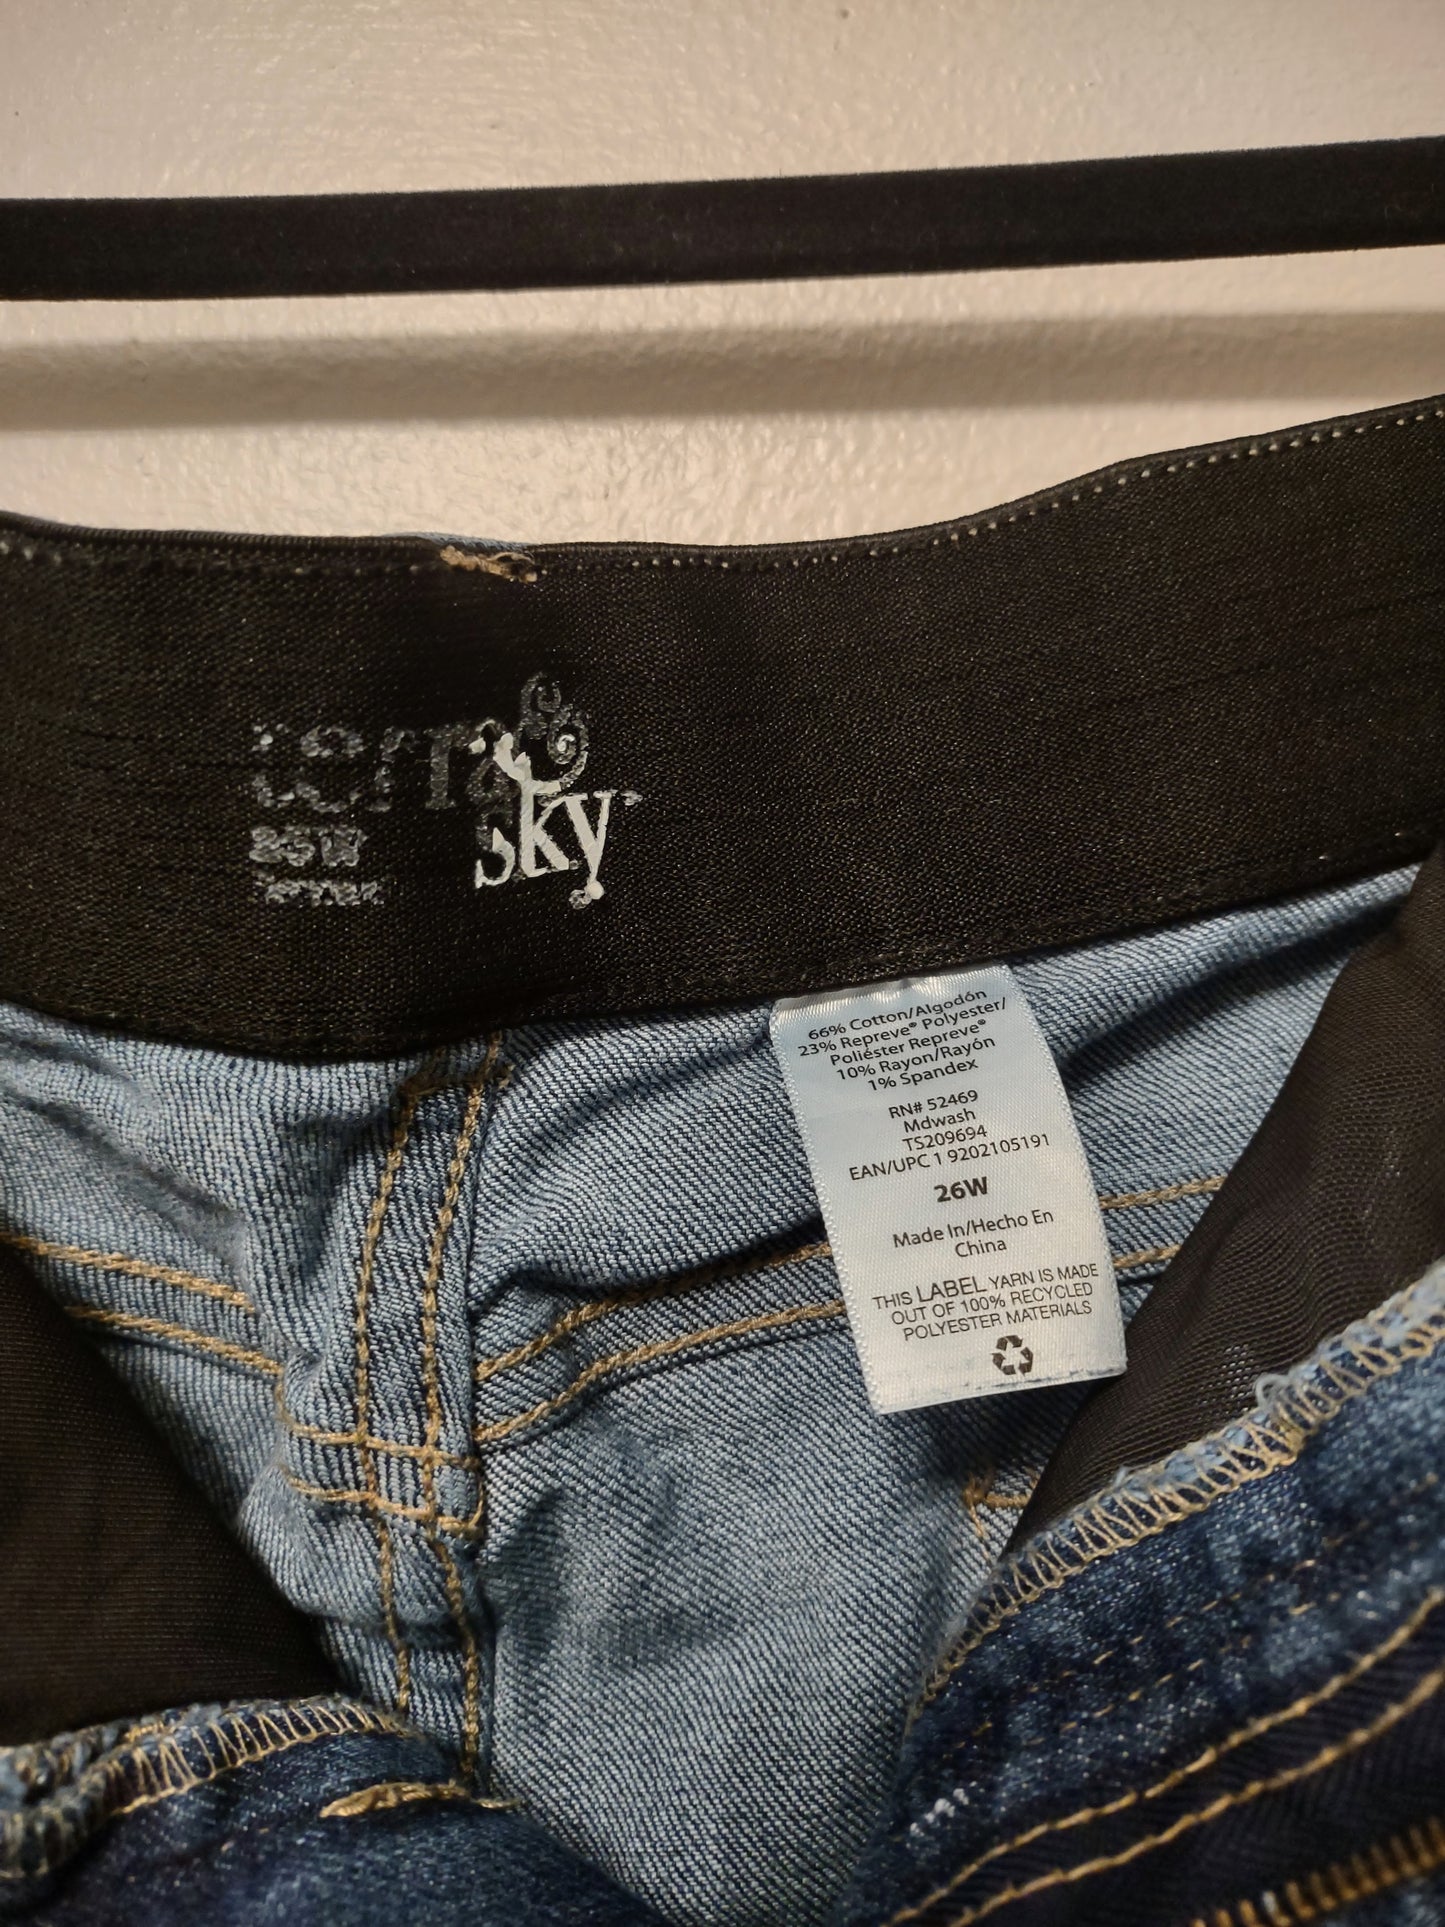 terra &
sky™
66% Cotton/Algodón
23% Repreve® Polyester/
Poliéster Repreve®
10% Rayon/Rayón
1% Spandex
RN# 52469
Mdwash
TS209694
EAN/UPC 1 9202105191
26W
Made In/Hecho En
China
THIS LABEL YARN IS MADE
OUT OF 100% RECYCLED
POLYESTER MATERIALS